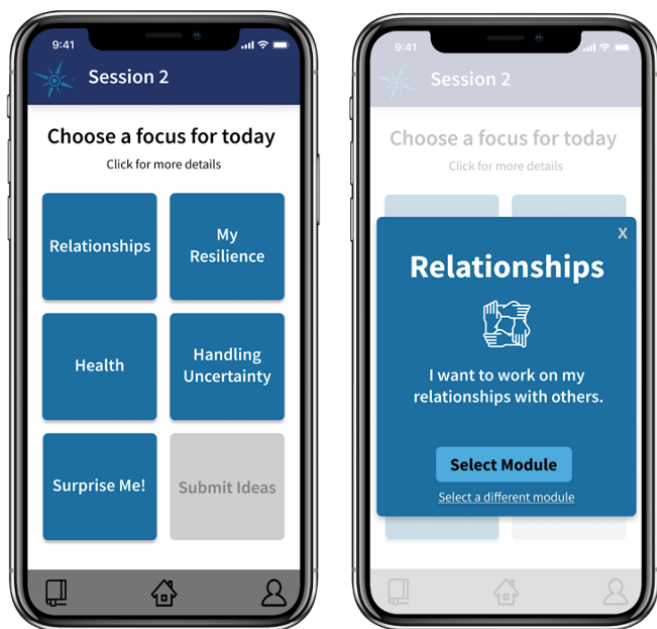 9:41
Session 2
Choose a focus for today
Click for more details
Relationships
My
Resilience
Health
Handling
Uncertainty
Surprise Me!
Submit Ideas
9:41
Session 2
Choose a focus for today
Click for more details
X
Relationships
I want to work on my
relationships with others.
Select Module
Select a different module